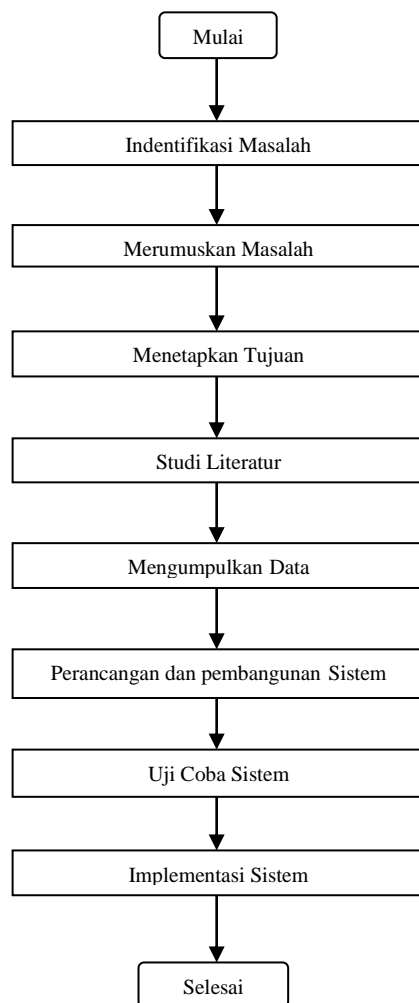 Mulai
Indentifikasi Masalah
Merumuskan Masalah
Menetapkan Tujuan
Studi Literatur
Mengumpulkan Data
Perancangan dan pembangunan Sistem
Uji Coba Sistem
Implementasi Sistem
Selesai